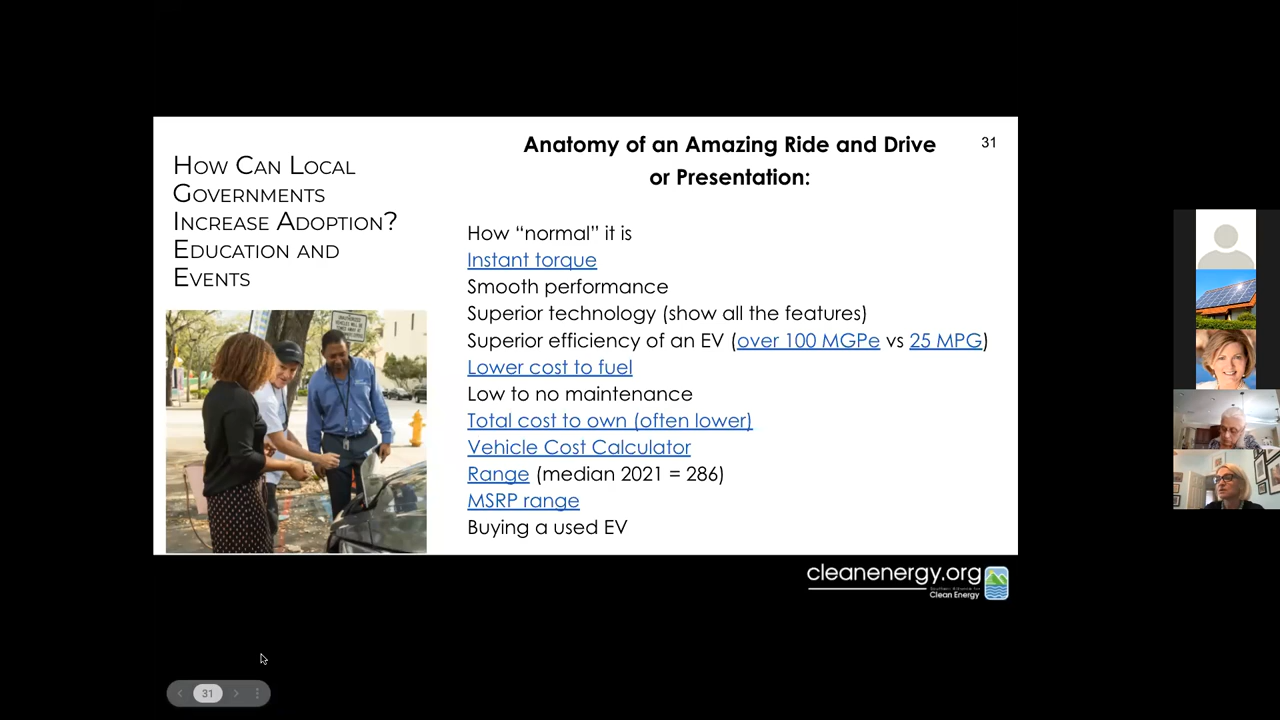 How Can Local
Governments
Increase Adoption?
Education and
Events
Anatomy of an Amazing Ride and Drive
or Presentation:
31
How “normal” it is
Instant torque
Smooth performance
Superior technology (show all the features)
Superior efficiency of an EV (over 100 MGPe vs 25 MPG)
Lower cost to fuel
Low to no maintenance
Total cost to own (often lower)
Vehicle Cost Calculator
Range (median 2021 = 286)
MSRP range
Buying a used EV
cleanenergy.org
Clean Energy
31